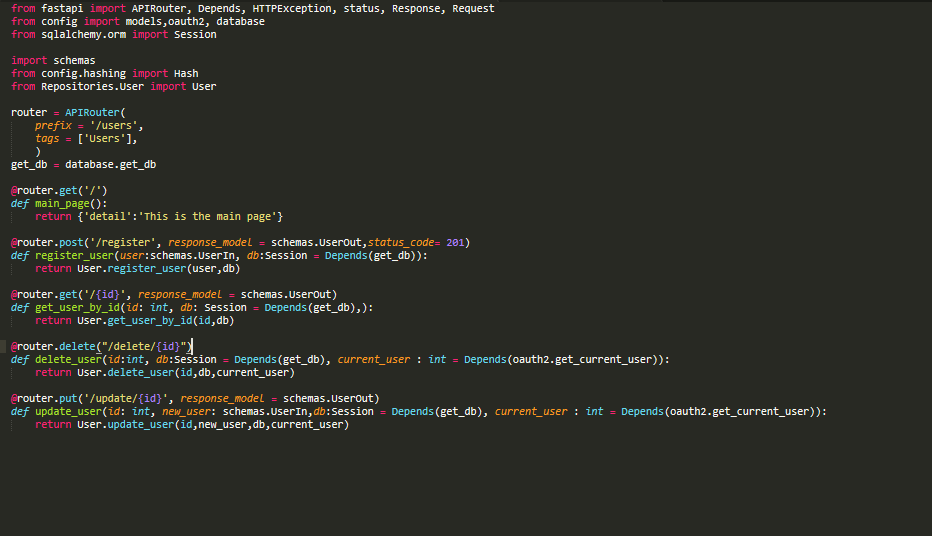 from fastapi import APIRouter, Depends, HTTPException, status, Response, Request
from config import models,oauth2, database
from sqlalchemy.orm import Session

import schemas
from config.hashing import Hash
from Repositories.User import User

router = APIRouter(
    prefix = '/users',
    tags = ['Users'],
    )
get_db = database.get_db

@router.get('/')
def main_page():
    return {'detail':'This is the main page'}

@router.post('/register', response_model = schemas.UserOut,status_code= 201)
def register_user(user:schemas.UserIn, db:Session = Depends(get_db)):
    return User.register_user(user,db)

@router.get('/{id}', response_model = schemas.UserOut)
def get_user_by_id(id: int, db: Session = Depends(get_db),):
    return User.get_user_by_id(id,db)

@router.delete("/delete/{id}")
def delete_user(id:int, db:Session = Depends(get_db), current_user : int = Depends(oauth2.get_current_user)):
    return User.delete_user(id,db,current_user)

@router.put('/update/{id}', response_model = schemas.UserOut)
def update_user(id: int, new_user: schemas.UserIn,db:Session = Depends(get_db), current_user : int = Depends(oauth2.get_current_user)):
    return User.update_user(id,new_user,db,current_user)